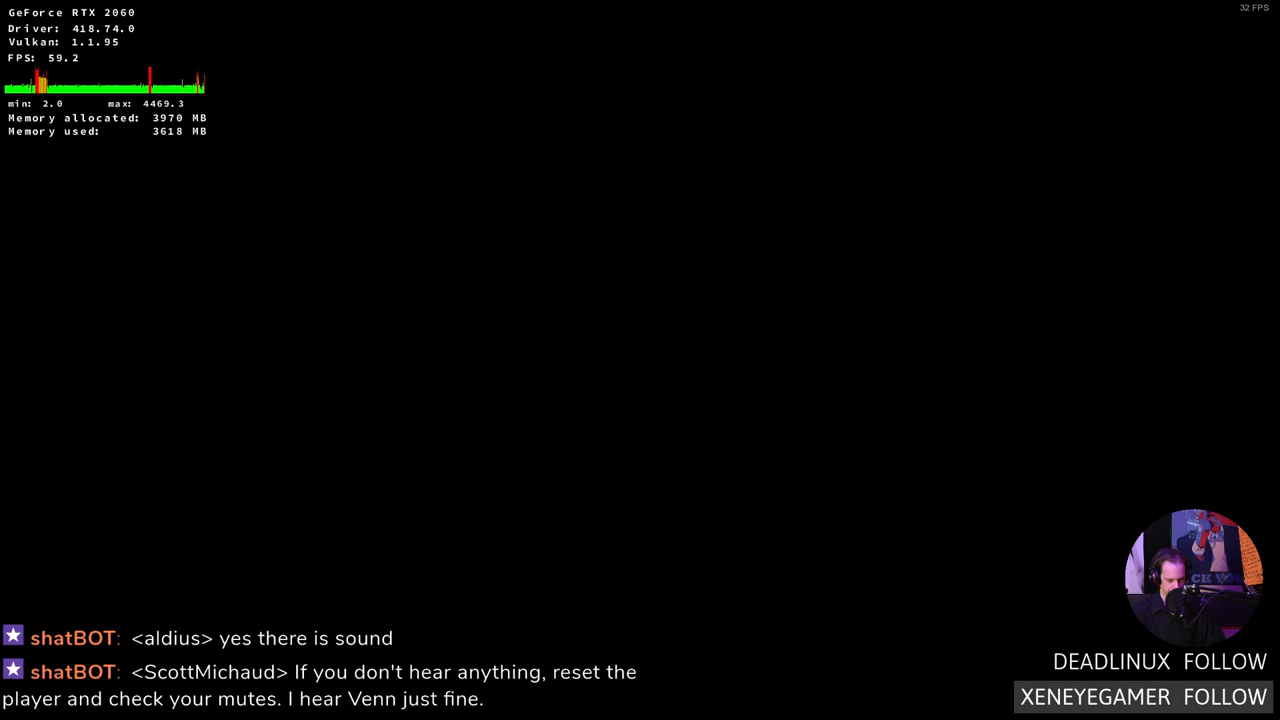 GeForce RTX 2060
32 FPS
Driver: 418.74.0
Vulkan: 1.1.95
FPS: 59.2
min: 2.0 max: 4469.3
Memory allocated: 3970 MB
Memory used: 3618 MB
shatBOT: <aldius> yes there is sound
shatBOT: <ScottMichaud> If you don't hear anything, reset the
player and check your mutes. I hear Venn just fine.
DEADLINUX FOLLOW
XENEYEGAMER FOLLOW